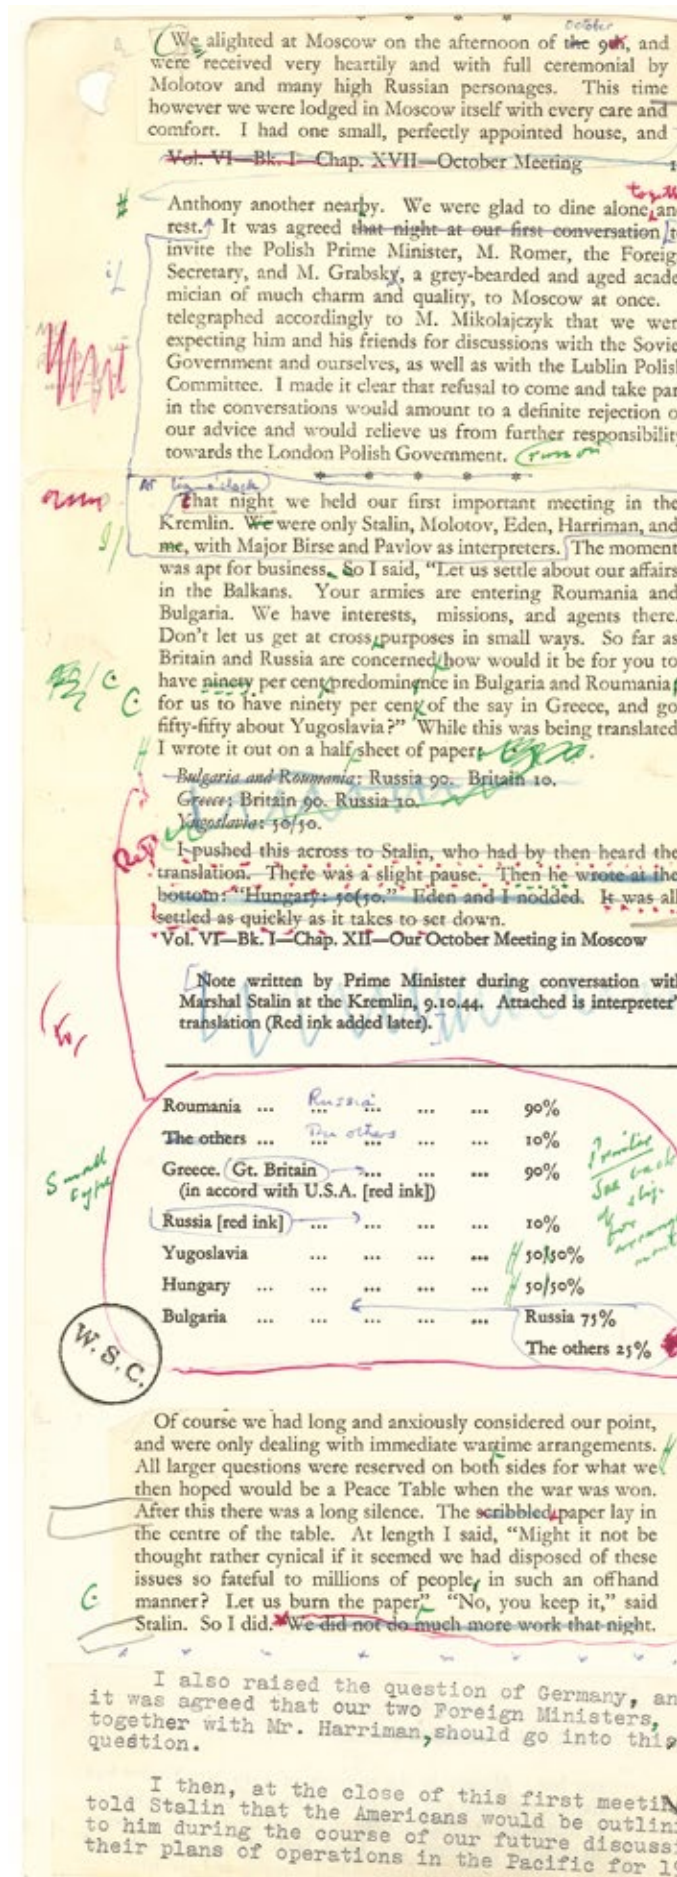 October
We alighted at Moscow on the afternoon of the 9th, and
were received very heartily and with full ceremonial by
Molotov and many high Russian personages. This time
however we were lodged in Moscow itself with every care and
comfort. I had one small, perfectly appointed house, and
Vol. VI—Bk. I—Chap. XVII—October Meeting
together
Anthony another nearby. We were glad to dine alone, an
rest. It was agreed that night at our first conversation
invite the Polish Prime Minister, M. Romer, the Foreig
Secretary, and M. Grabsky, a grey-bearded and aged acade
mician of much charm and quality, to Moscow at once.
telegraphed accordingly to M. Mikolajczyk that we wer
expecting him and his friends for discussions with the Sovie
Government and ourselves, as well as with the Lublin Polis
Committee. I made it clear that refusal to come and take par
in the conversations would amount to a definite rejection o
our advice and would relieve us from further responsibilit
towards the London Polish Government. run on
* * * * *
At ten o'clock
That night we held our first important meeting in the
Kremlin. We were only Stalin, Molotov, Eden, Harriman, and
me, with Major Birse and Pavlov as interpreters. The moment
was apt for business. So I said, “Let us settle about our affairs
in the Balkans. Your armies are entering Roumania and
Bulgaria. We have interests, missions, and agents there.
Don't let us get at cross purposes in small ways. So far as
Britain and Russia are concerned how would it be for you to
have ninety per cent predominence in Bulgaria and Roumania
for us to have ninety per cent of the say in Greece, and go
fifty-fifty about Yugoslavia?” While this was being translated
I wrote it out on a half sheet of paper:
Bulgaria and Roumania: Russia 90. Britain 10.
Greece: Britain 90. Russia 10.
Yugoslavia: 50/50.
I pushed this across to Stalin, who had by then heard the
translation. There was a slight pause. Then he wrote at the
bottom: “Hungary: 50(50.” Eden and I nodded. It was all
settled as quickly as it takes to set down.
Vol. VI—Bk. I—Chap. XII—Our October Meeting in Moscow
Note written by Prime Minister during conversation wit
Marshal Stalin at the Kremlin, 9.10.44. Attached is interpreter'
translation (Red ink added later).
Roumania ... Russia ... ... ... ... 90%
The others ... The others ... ... ... ... 10%
Greece. Gt. Britain ... ... ... 90%
(in accord with U.S.A. [red ink])
Russia [red ink] ... ... ... 10%
Yugoslavia ... ... ... ... 50/50%
Hungary ... ... ... ... ... 50/50%
Bulgaria ... ... ... ... ... Russia 75%
The others 25%
Small
type
Printer
See
slip
for
W.S.C.
Of course we had long and anxiously considered our point,
and were only dealing with immediate wartime arrangements.
All larger questions were reserved on both sides for what we
then hoped would be a Peace Table when the war was won.
After this there was a long silence. The scribbled paper lay in
the centre of the table. At length I said, “Might it not be
thought rather cynical if it seemed we had disposed of these
issues so fateful to millions of people, in such an offhand
manner? Let us burn the paper” “No, you keep it,” said
Stalin. So I did. We did not do much more work that night.
I also raised the question of Germany, an
it was agreed that our two Foreign Ministers,
together with Mr. Harriman, should go into this
question.
I then, at the close of this first meetin
told Stalin that the Americans would be outlini
to him during the course of our future discussi
their plans of operations in the Pacific for 19